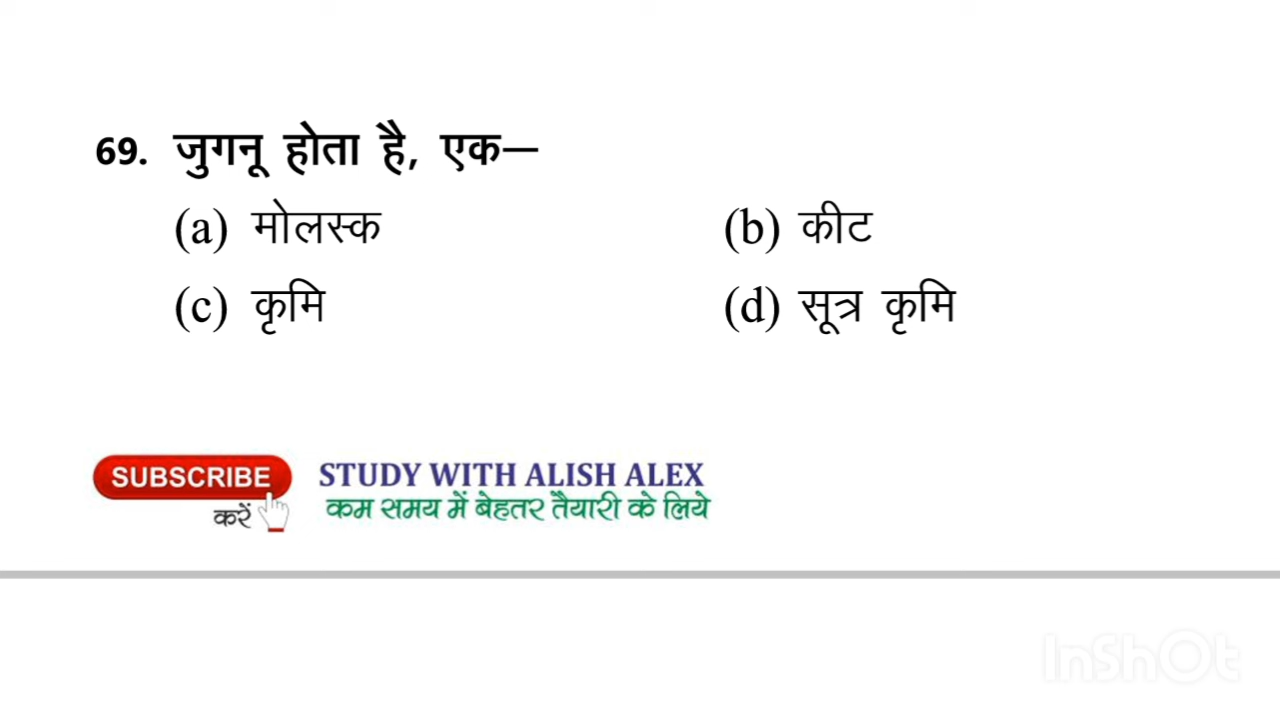 69. जुगनू होता है, एक—
(a) मोलस्क (b) कीट
(c) कृमि (d) सूत्र कृमि
SUBSCRIBE STUDY WITH ALISH ALEX
करें कम समय में बेहतर तैयारी के लिये
InShOt